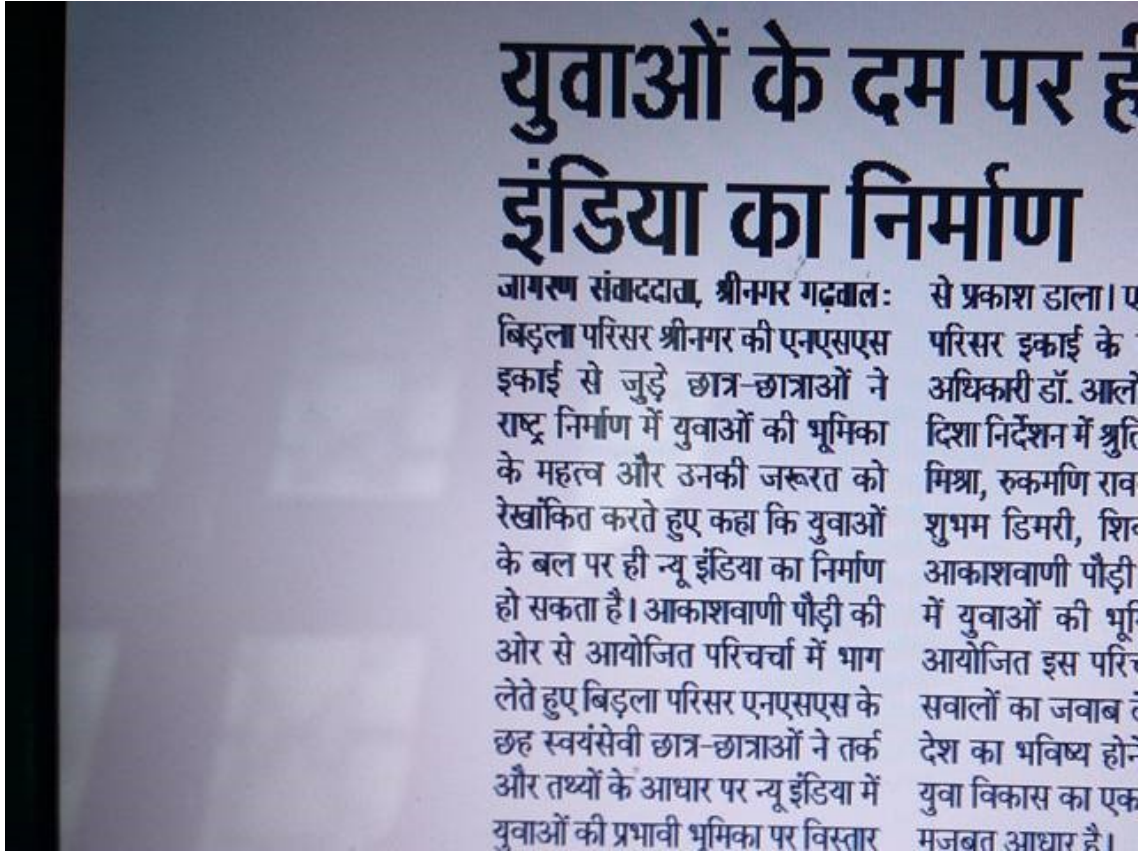 युवाओं के दम पर
इंडिया का निर्माण
जागरण संवाददाता, श्रीनगर गढ़वाल:
बिड़ला परिसर श्रीनगर की एनएसएस
इकाई से जुड़े छात्र-छात्राओं ने
राष्ट्र निर्माण में युवाओं की भूमिका
के महत्व और उनकी जरूरत को
रेखांकित करते हुए कहा कि युवाओं
के बल पर ही न्यू इंडिया का निर्माण
हो सकता है। आकाशवाणी पौड़ी की
ओर से आयोजित परिचर्चा में भाग
लेते हुए बिड़ला परिसर एनएसएस के
छह स्वयंसेवी छात्र-छात्राओं ने तर्क
और तथ्यों के आधार पर न्यू इंडिया में
युवाओं की प्रभावी भूमिका पर विस्तार
से प्रकाश डाला।
परिसर इकाई के
अधिकारी डॉ.
दिशा निर्देशन में
मिश्रा, रुकमणि
शुभम डिमरी,
आकाशवाणी पौड़ी
में युवाओं की
आयोजित इस
सवालों का जवाब
देश का भविष्य
युवा विकास का एक
मजबूत आधार है।